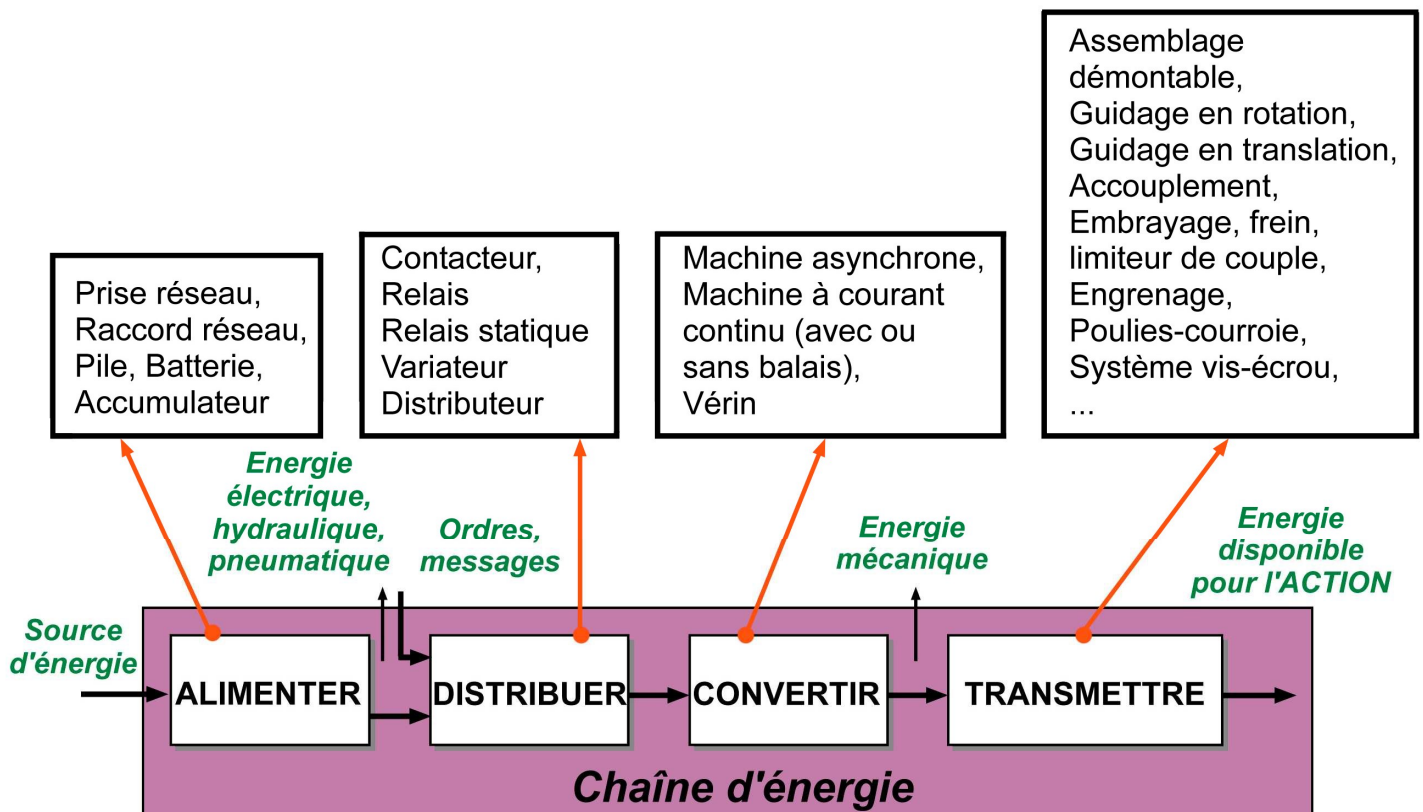 Assemblage
démontable,
Guidage en rotation,
Guidage en translation,
Accouplement,
Embrayage, frein,
limiteur de couple,
Engrenage,
Poulies-courroie,
Système vis-écrou,
...
Prise réseau,
Raccord réseau,
Pile, Batterie,
Accumulateur
Contacteur,
Relais
Relais statique
Variateur
Distributeur
Machine asynchrone,
Machine à courant
continu (avec ou
sans balais),
Vérin
Energie
électrique,
hydraulique,
pneumatique
Ordres,
messages
Energie
mécanique
Energie
disponible
pour l'ACTION
Source
d'énergie
ALIMENTER
DISTRIBUER
CONVERTIR
TRANSMETTRE
Chaîne d'énergie